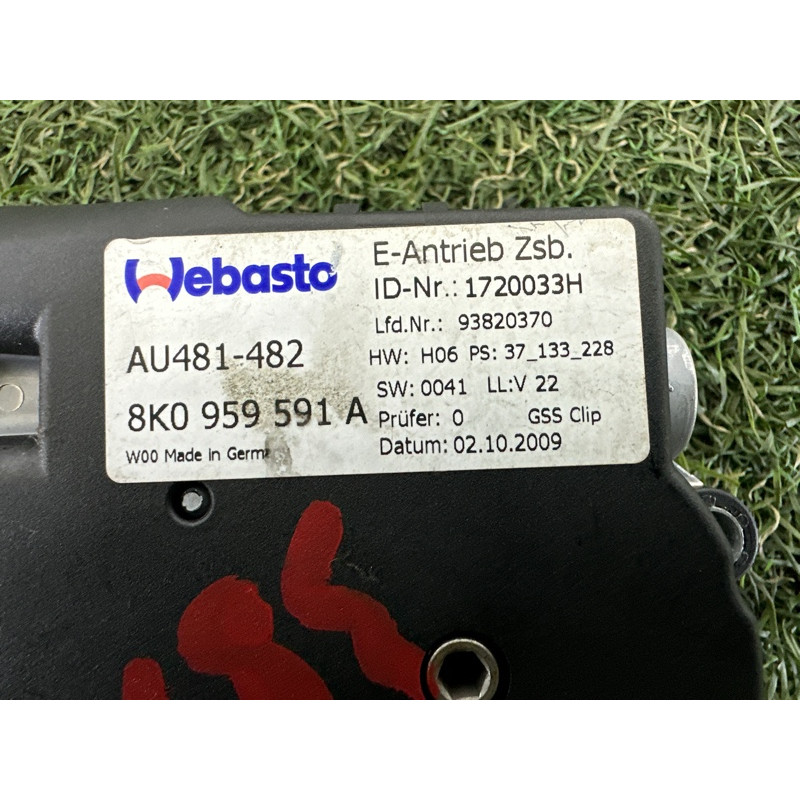 Webasto
E-Antrieb Zsb.
ID-Nr.: 1720033H
Lfd.Nr.: 93820370
AU481-482
HW: H06 PS: 37_133_228
SW: 0041 LL:V 22
8K0 959 591 A
Prüfer: 0 GSS Clip
W00 Made in Germa
Datum: 02.10.2009